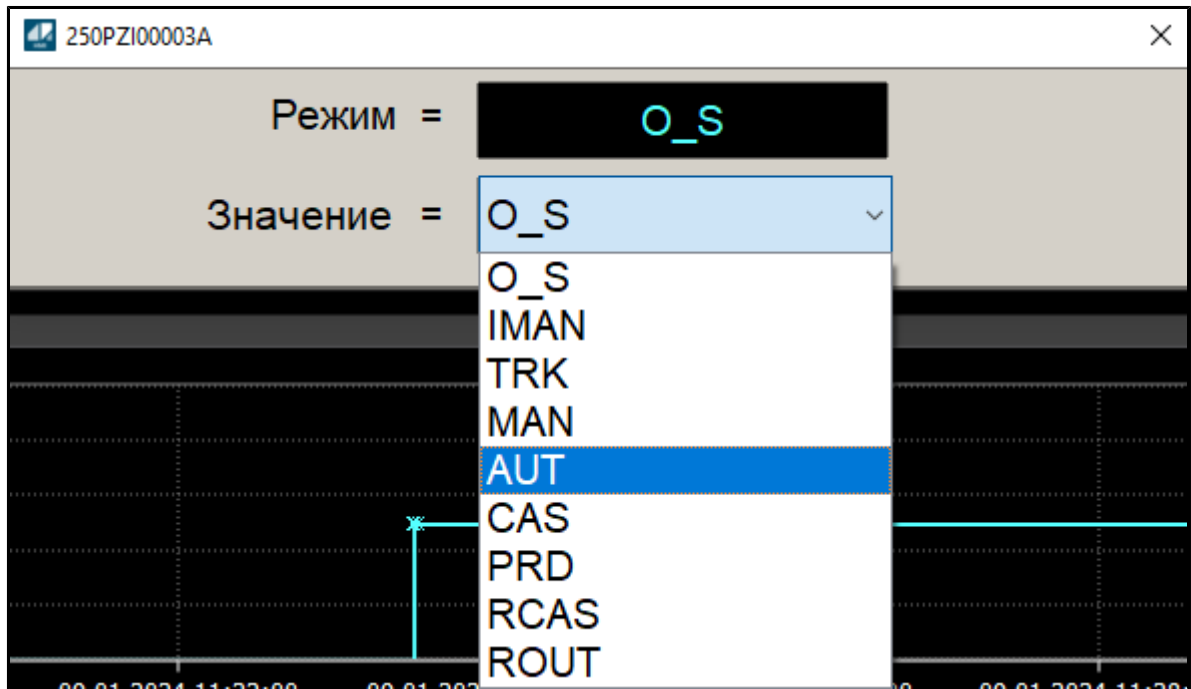 250PZI00003A
Режим = O_S
Значение = O_S
O_S
IMAN
TRK
MAN
AUT
CAS
PRD
RCAS
ROUT